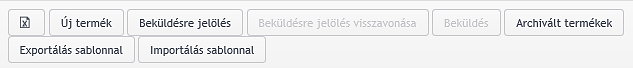 Új termék Beküldésre jelölés Beküldésre jelölés visszavonása Beküldés Archivált termékek
Exportálás sablonnal Importálás sablonnal